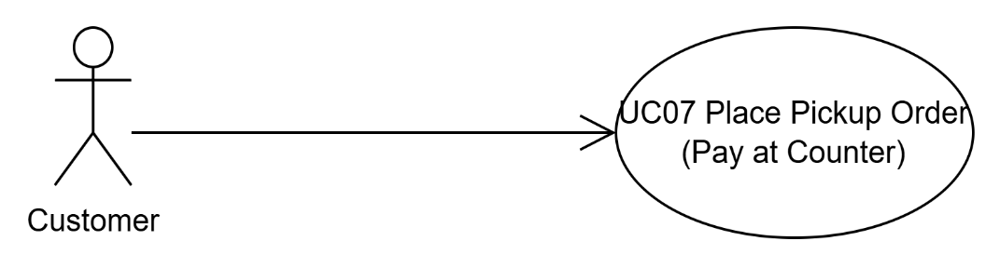 UC07 Place Pickup Order
(Pay at Counter)
Customer